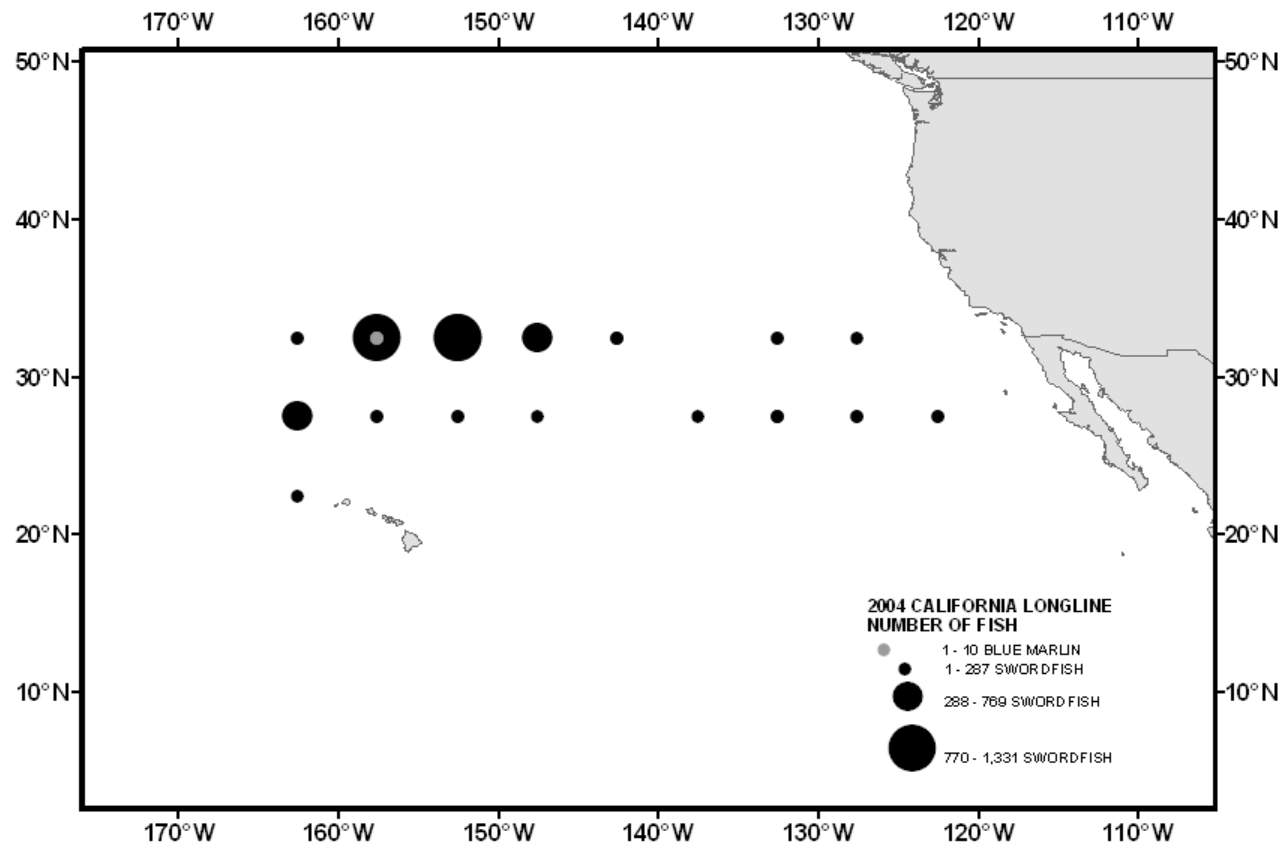 170°W 160°W 150°W 140°W 130°W 120°W 110°W
50°N 50°N
40°N 40°N
30°N 30°N
20°N 20°N
2004 CALIFORNIA LONGLINE
NUMBER OF FISH
1 - 10 BLUE MARLIN
1 - 287 SWORDFISH
10°N 10°N
288 - 769 SWORDFISH
770 - 1,331 SWORDFISH
170°W 160°W 150°W 140°W 130°W 120°W 110°W